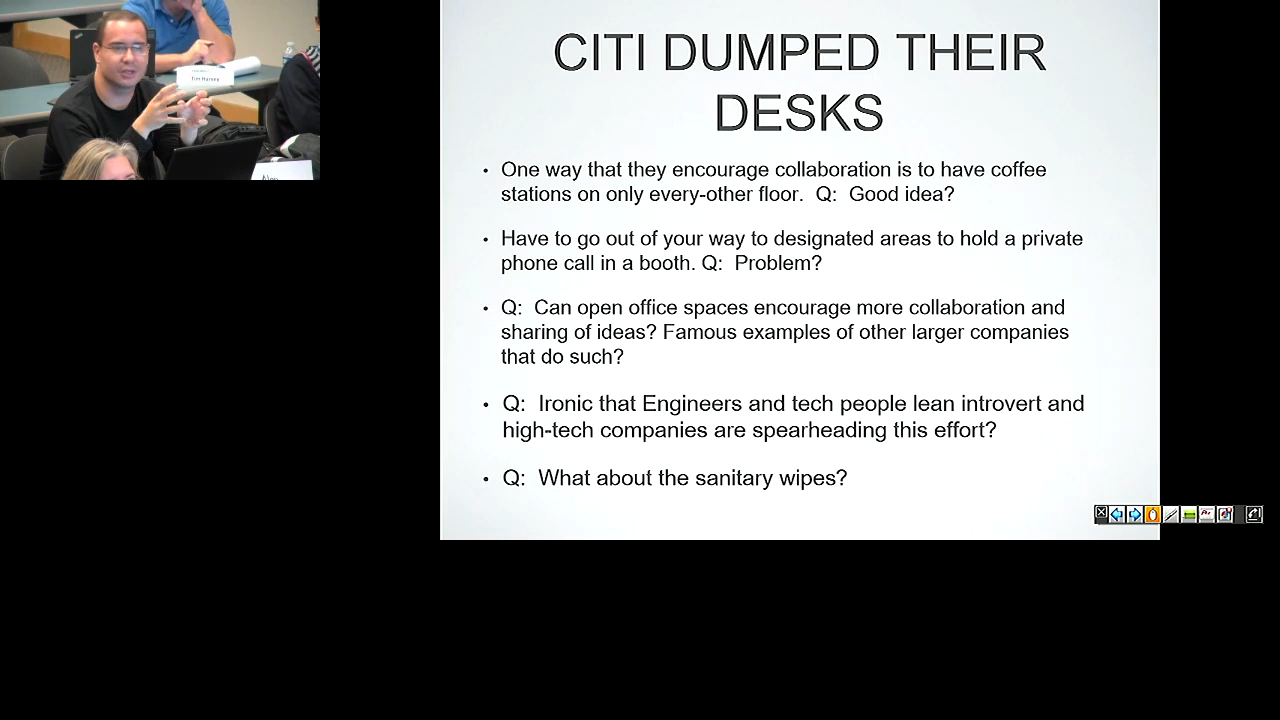 Tim Harvey
CITI DUMPED THEIR
DESKS
• One way that they encourage collaboration is to have coffee
stations on only every-other floor.  Q:  Good idea?
• Have to go out of your way to designated areas to hold a private
phone call in a booth. Q:  Problem?
• Q:  Can open office spaces encourage more collaboration and
sharing of ideas? Famous examples of other larger companies
that do such?
• Q:  Ironic that Engineers and tech people lean introvert and
high-tech companies are spearheading this effort?
• Q:  What about the sanitary wipes?